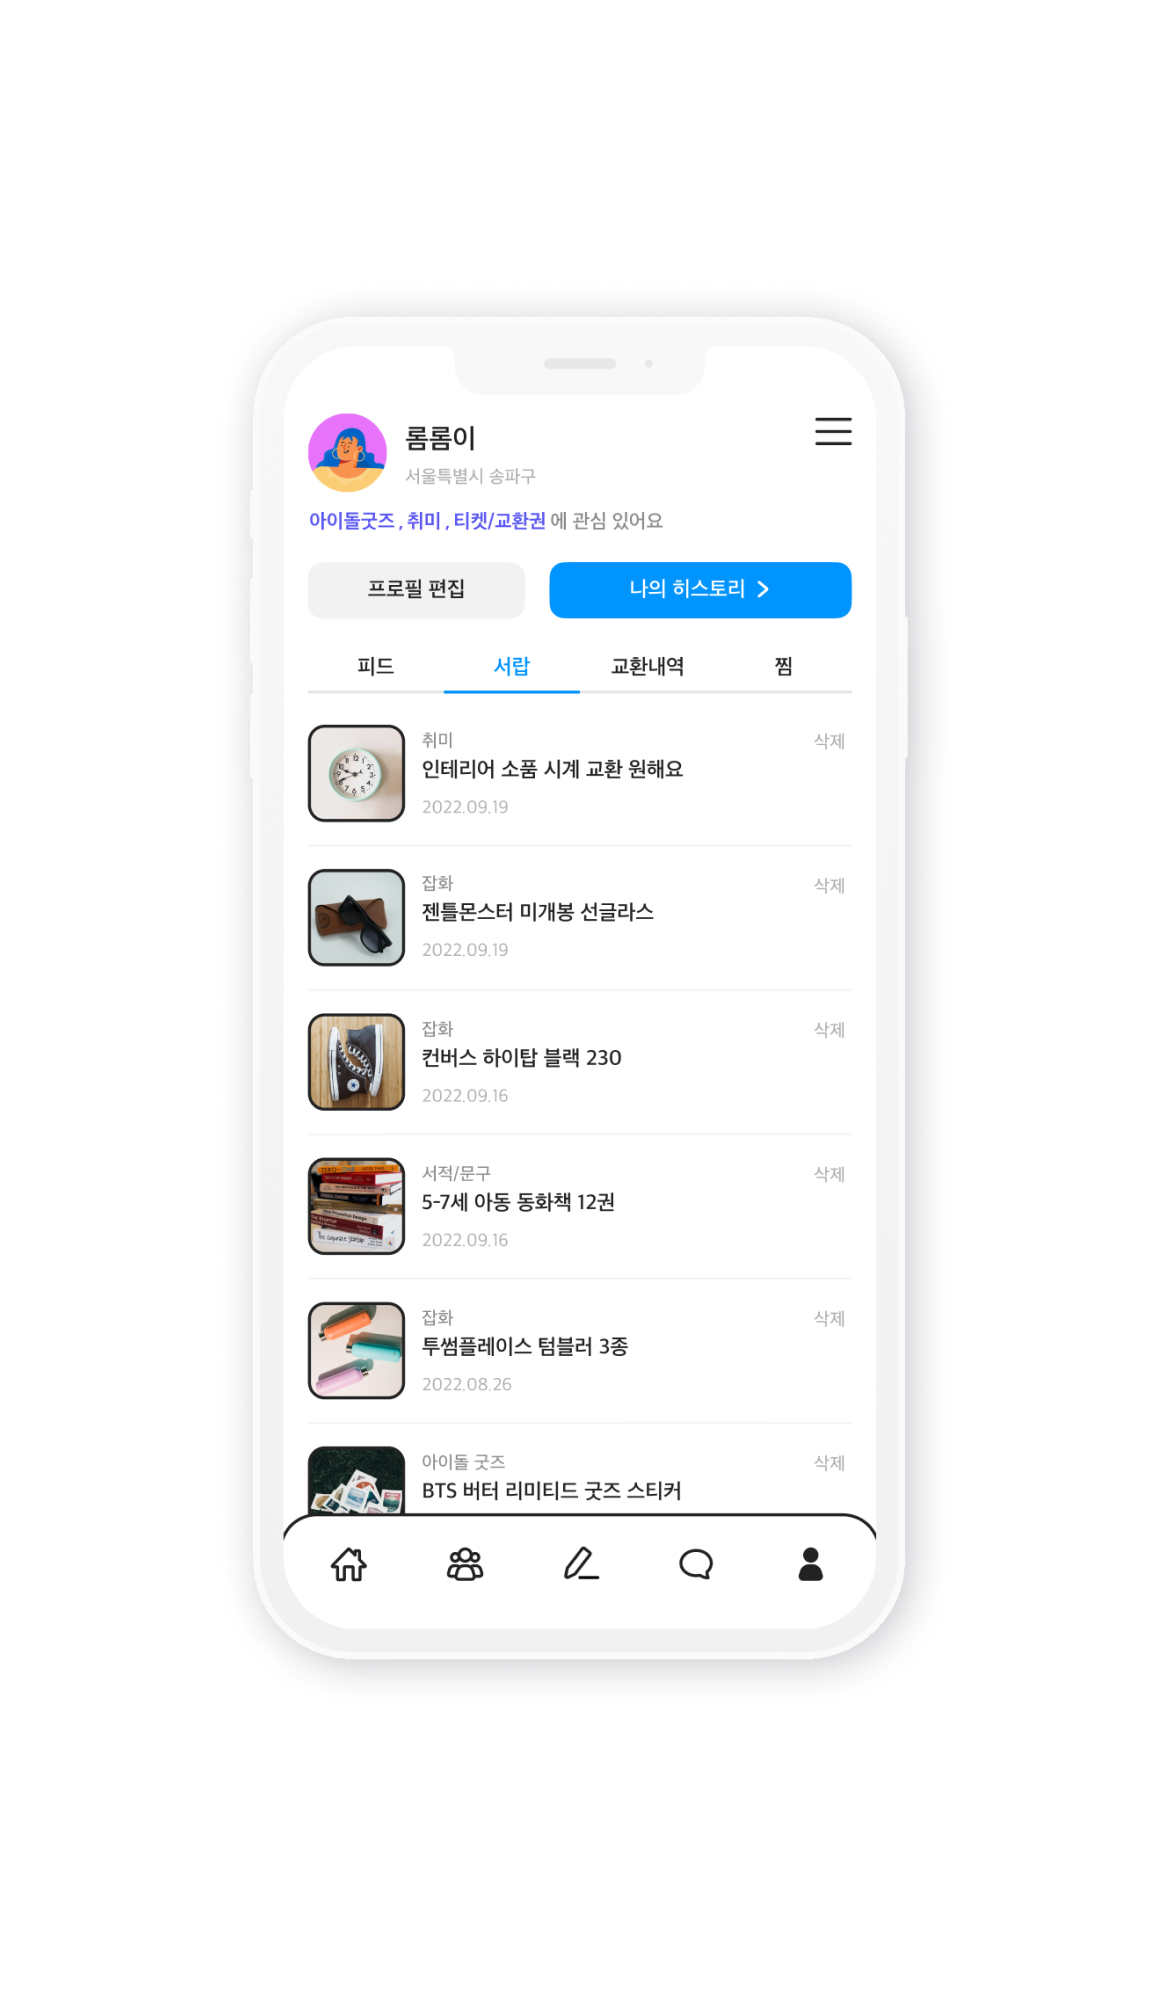 롬롬이
서울특별시 송파구
아이돌굿즈 , 취미 , 티켓/교환권 에 관심 있어요
프로필 편집
나의 히스토리
피드 서랍 교환내역 찜
취미 삭제
인테리어 소품 시계 교환 원해요
2022.09.19
잡화 삭제
젠틀몬스터 미개봉 선글라스
2022.09.19
잡화 삭제
컨버스 하이탑 블랙 230
2022.09.16
서적/문구 삭제
5-7세 아동 동화책 12권
2022.09.16
잡화 삭제
투썸플레이스 텀블러 3종
2022.08.26
아이돌 굿즈 삭제
BTS 버터 리미티드 굿즈 스티커